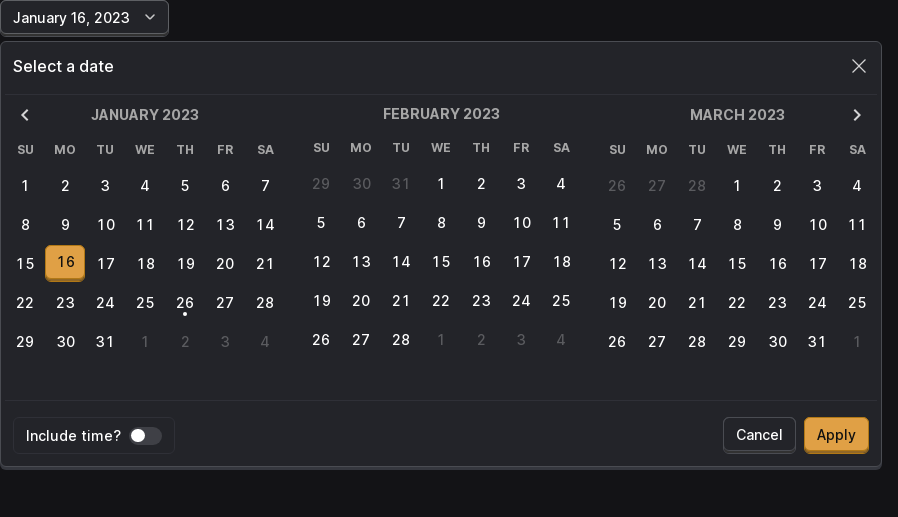 January 16, 2023
Select a date
JANUARY 2023 FEBRUARY 2023 MARCH 2023
SU MO TU WE TH FR SA SU MO TU WE TH FR SA SU MO TU WE TH FR SA
1 2 3 4 5 6 7 29 30 31 1 2 3 4 26 27 28 1 2 3 4
8 9 10 11 12 13 14 5 6 7 8 9 10 11 5 6 7 8 9 10 11
15 16 17 18 19 20 21 12 13 14 15 16 17 18 12 13 14 15 16 17 18
22 23 24 25 26 27 28 19 20 21 22 23 24 25 19 20 21 22 23 24 25
29 30 31 1 2 3 4 26 27 28 1 2 3 4 26 27 28 29 30 31 1
Include time? Cancel Apply